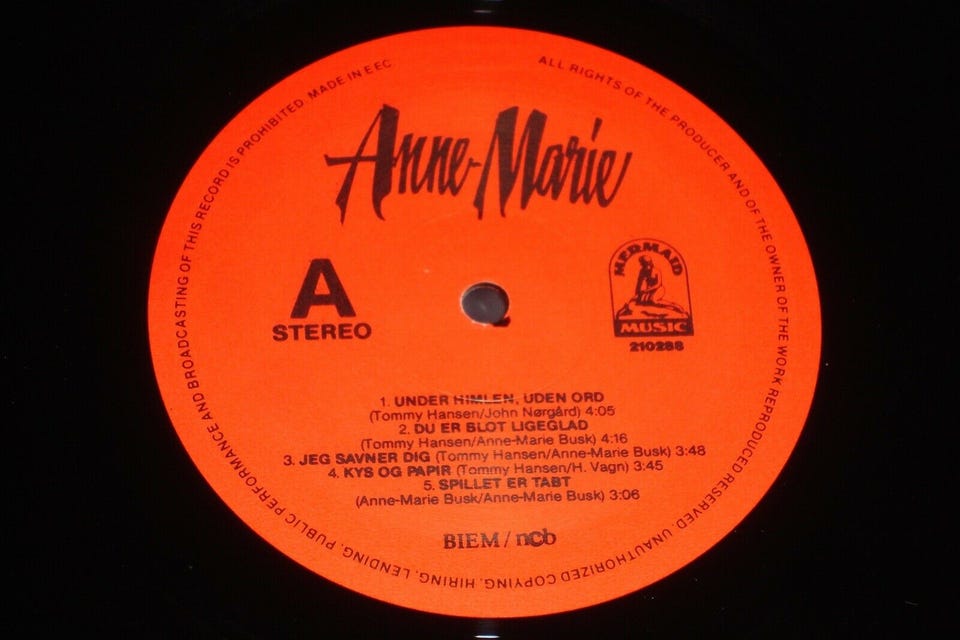 ALL RIGHTS OF THE PRODUCER AND OF THE OWNER OF THE WORK REPRODUCED RESERVED · UNAUTHORIZED COPYING, HIRING, LENDING, PUBLIC PERFORMANCE AND BROADCASTING OF THIS RECORD IS PROHIBITED. MADE IN EEC
Anne-Marie
A
STEREO
MERMAID
MUSIC
210288
1. UNDER HIMLEN, UDEN ORD
(Tommy Hansen/John Nørgård) 4:05
2. DU ER BLOT LIGEGLAD
(Tommy Hansen/Anne-Marie Busk) 4:16
3. JEG SAVNER DIG (Tommy Hansen/Anne-Marie Busk) 3:48
4. KYS OG PAPIR (Tommy Hansen/H. Vagn) 3:45
5. SPILLET ER TABT
(Anne-Marie Busk/Anne-Marie Busk) 3:06
BIEM / ncb